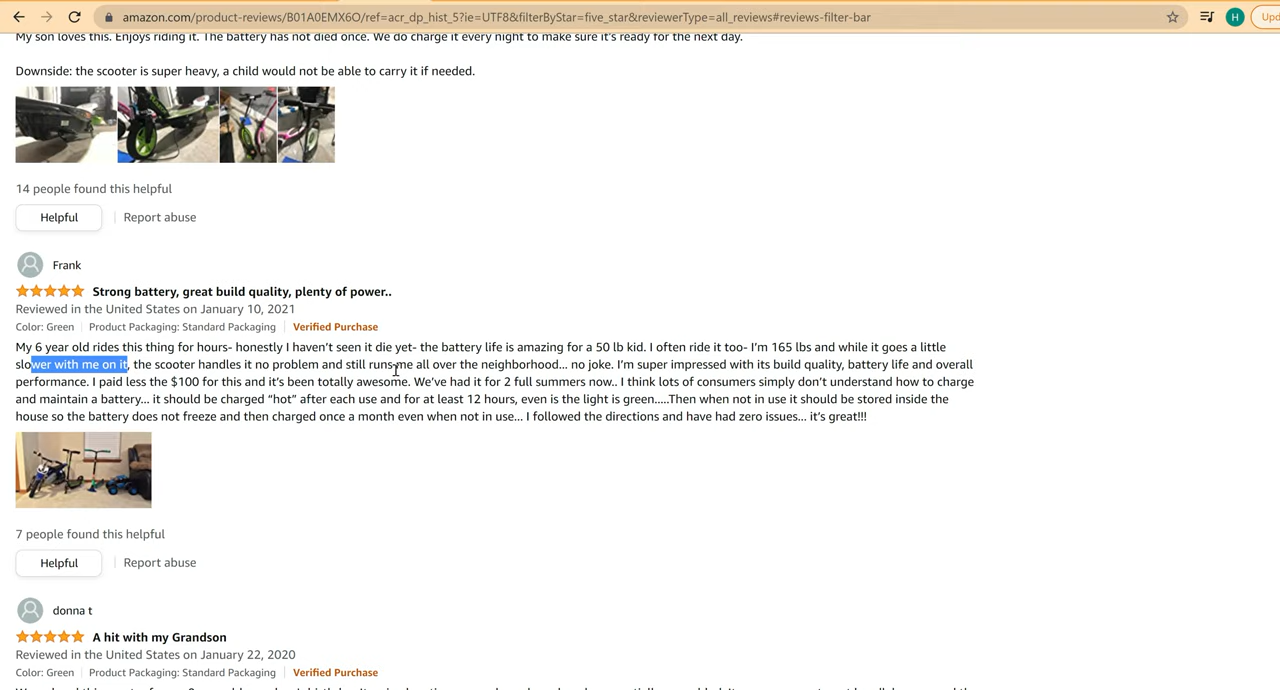 amazon.com/product-reviews/B01A0EMX6O/ref=acr_dp_hist_5?ie=UTF8&filterByStar=five_star&reviewerType=all_reviews#reviews-filter-bar
H
Upd
My son loves this. Enjoys riding it. The battery has not died once. We do charge it every night to make sure it's ready for the next day.
Downside: the scooter is super heavy, a child would not be able to carry it if needed.
14 people found this helpful
Helpful
Report abuse
Frank
Strong battery, great build quality, plenty of power..
Reviewed in the United States on January 10, 2021
Color: Green Product Packaging: Standard Packaging Verified Purchase
My 6 year old rides this thing for hours- honestly I haven’t seen it die yet- the battery life is amazing for a 50 lb kid. I often ride it too- I’m 165 lbs and while it goes a little
slower with me on it, the scooter handles it no problem and still runs me all over the neighborhood... no joke. I’m super impressed with its build quality, battery life and overall
performance. I paid less the $100 for this and it’s been totally awesome. We’ve had it for 2 full summers now.. I think lots of consumers simply don’t understand how to charge
and maintain a battery... it should be charged “hot” after each use and for at least 12 hours, even is the light is green.....Then when not in use it should be stored inside the
house so the battery does not freeze and then charged once a month even when not in use... I followed the directions and have had zero issues... it’s great!!!
7 people found this helpful
Helpful
Report abuse
donna t
A hit with my Grandson
Reviewed in the United States on January 22, 2020
Color: Green Product Packaging: Standard Packaging Verified Purchase